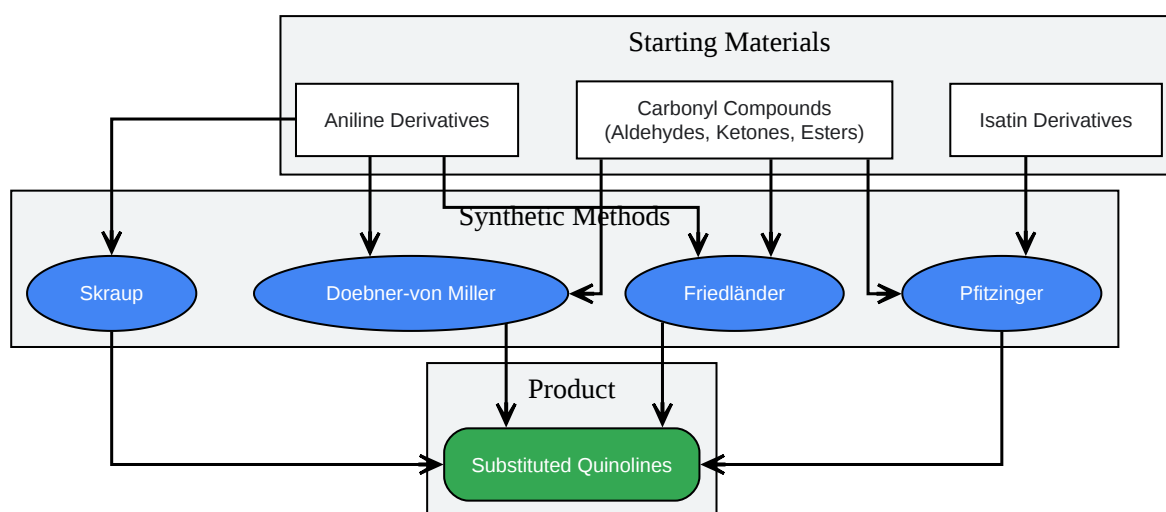 Starting Materials
Aniline Derivatives
Carbonyl Compounds
(Aldehydes, Ketones, Esters)
Isatin Derivatives
Synthetic Methods
Skraup
Doebner-von Miller
Friedländer
Pfitzinger
Product
Substituted Quinolines